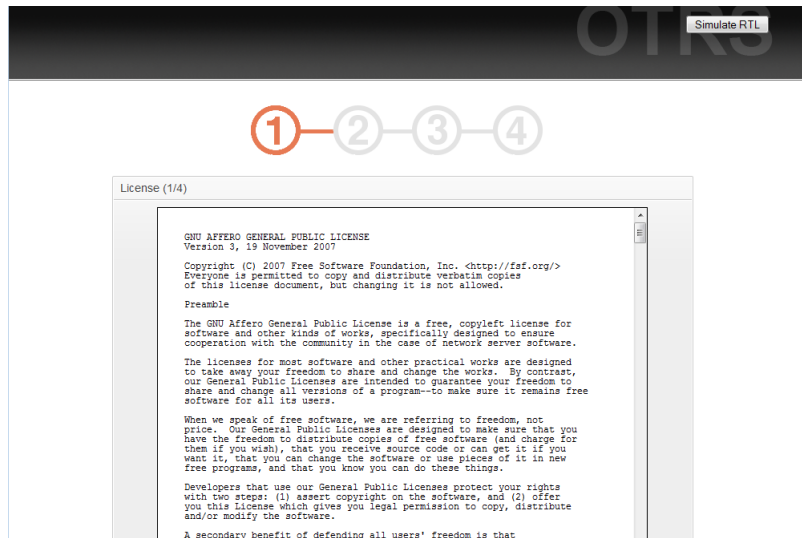 OTRS
Simulate RTL
1 2 3 4
License (1/4)
GNU AFFERO GENERAL PUBLIC LICENSE
Version 3, 19 November 2007
Copyright (C) 2007 Free Software Foundation, Inc. <http://fsf.org/>
Everyone is permitted to copy and distribute verbatim copies
of this license document, but changing it is not allowed.
Preamble
The GNU Affero General Public License is a free, copyleft license for
software and other kinds of works, specifically designed to ensure
cooperation with the community in the case of network server software.
The licenses for most software and other practical works are designed
to take away your freedom to share and change the works.  By contrast,
our General Public Licenses are intended to guarantee your freedom to
share and change all versions of a program--to make sure it remains free
software for all its users.
When we speak of free software, we are referring to freedom, not
price.  Our General Public Licenses are designed to make sure that you
have the freedom to distribute copies of free software (and charge for
them if you wish), that you receive source code or can get it if you
want it, that you can change the software or use pieces of it in new
free programs, and that you know you can do these things.
Developers that use our General Public Licenses protect your rights
with two steps: (1) assert copyright on the software, and (2) offer
you this License which gives you legal permission to copy, distribute
and/or modify the software.
A secondary benefit of defending all users' freedom is that